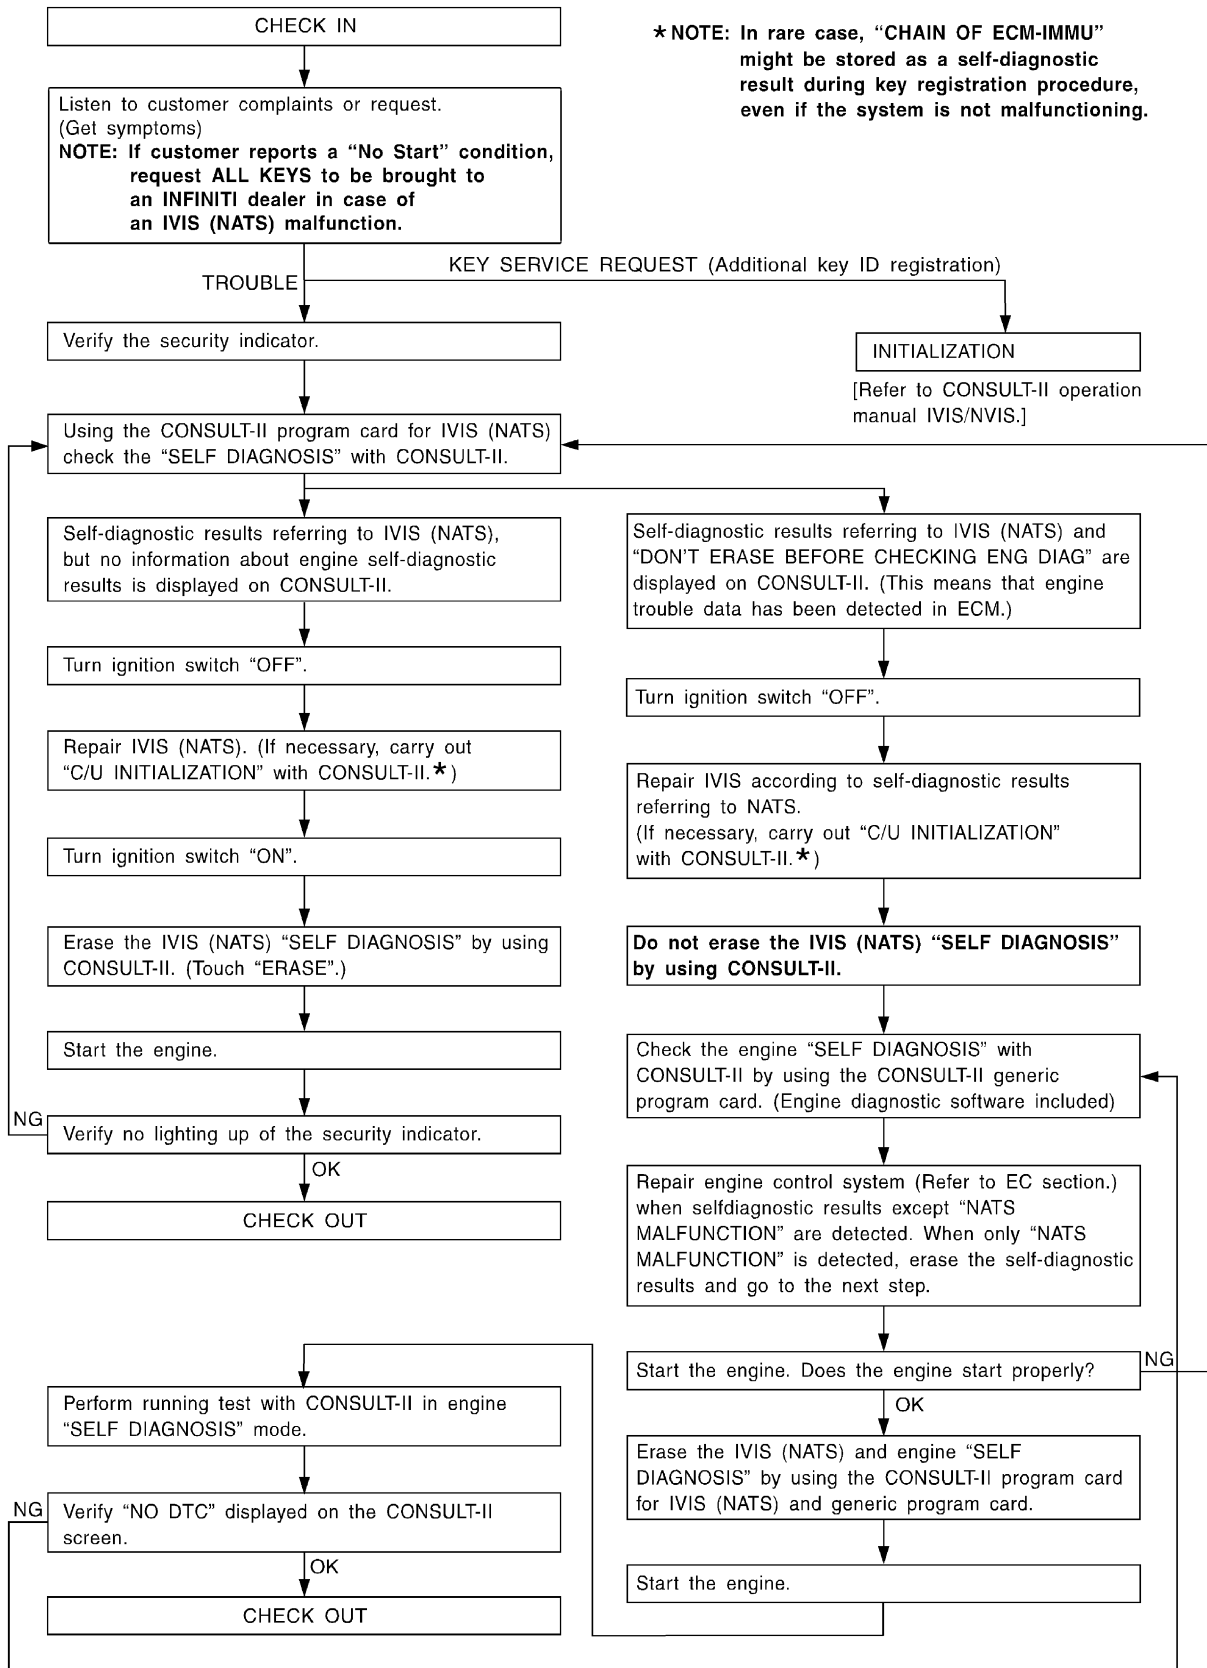 CHECK IN
Listen to customer complaints or request.
(Get symptoms)
NOTE: If customer reports a “No Start” condition,
request ALL KEYS to be brought to
an INFINITI dealer in case of
an IVIS (NATS) malfunction.
* NOTE: In rare case, “CHAIN OF ECM-IMMU”
might be stored as a self-diagnostic
result during key registration procedure,
even if the system is not malfunctioning.
TROUBLE
KEY SERVICE REQUEST (Additional key ID registration)
Verify the security indicator.
INITIALIZATION
[Refer to CONSULT-II operation
manual IVIS/NVIS.]
Using the CONSULT-II program card for IVIS (NATS)
check the “SELF DIAGNOSIS” with CONSULT-II.
Self-diagnostic results referring to IVIS (NATS),
but no information about engine self-diagnostic
results is displayed on CONSULT-II.
Turn ignition switch “OFF”.
Repair IVIS (NATS). (If necessary, carry out
“C/U INITIALIZATION” with CONSULT-II.*)
Turn ignition switch “ON”.
Erase the IVIS (NATS) “SELF DIAGNOSIS” by using
CONSULT-II. (Touch “ERASE”.)
Start the engine.
NG
Verify no lighting up of the security indicator.
OK
CHECK OUT
Self-diagnostic results referring to IVIS (NATS) and
“DON’T ERASE BEFORE CHECKING ENG DIAG” are
displayed on CONSULT-II. (This means that engine
trouble data has been detected in ECM.)
Turn ignition switch “OFF”.
Repair IVIS according to self-diagnostic results
referring to NATS.
(If necessary, carry out “C/U INITIALIZATION”
with CONSULT-II.*)
Do not erase the IVIS (NATS) “SELF DIAGNOSIS”
by using CONSULT-II.
Check the engine “SELF DIAGNOSIS” with
CONSULT-II by using the CONSULT-II generic
program card. (Engine diagnostic software included)
Repair engine control system (Refer to EC section.)
when selfdiagnostic results except “NATS
MALFUNCTION” are detected. When only “NATS
MALFUNCTION” is detected, erase the self-diagnostic
results and go to the next step.
Start the engine. Does the engine start properly?
NG
OK
Erase the IVIS (NATS) and engine “SELF
DIAGNOSIS” by using the CONSULT-II program card
for IVIS (NATS) and generic program card.
Start the engine.
Perform running test with CONSULT-II in engine
“SELF DIAGNOSIS” mode.
NG
Verify “NO DTC” displayed on the CONSULT-II
screen.
OK
CHECK OUT